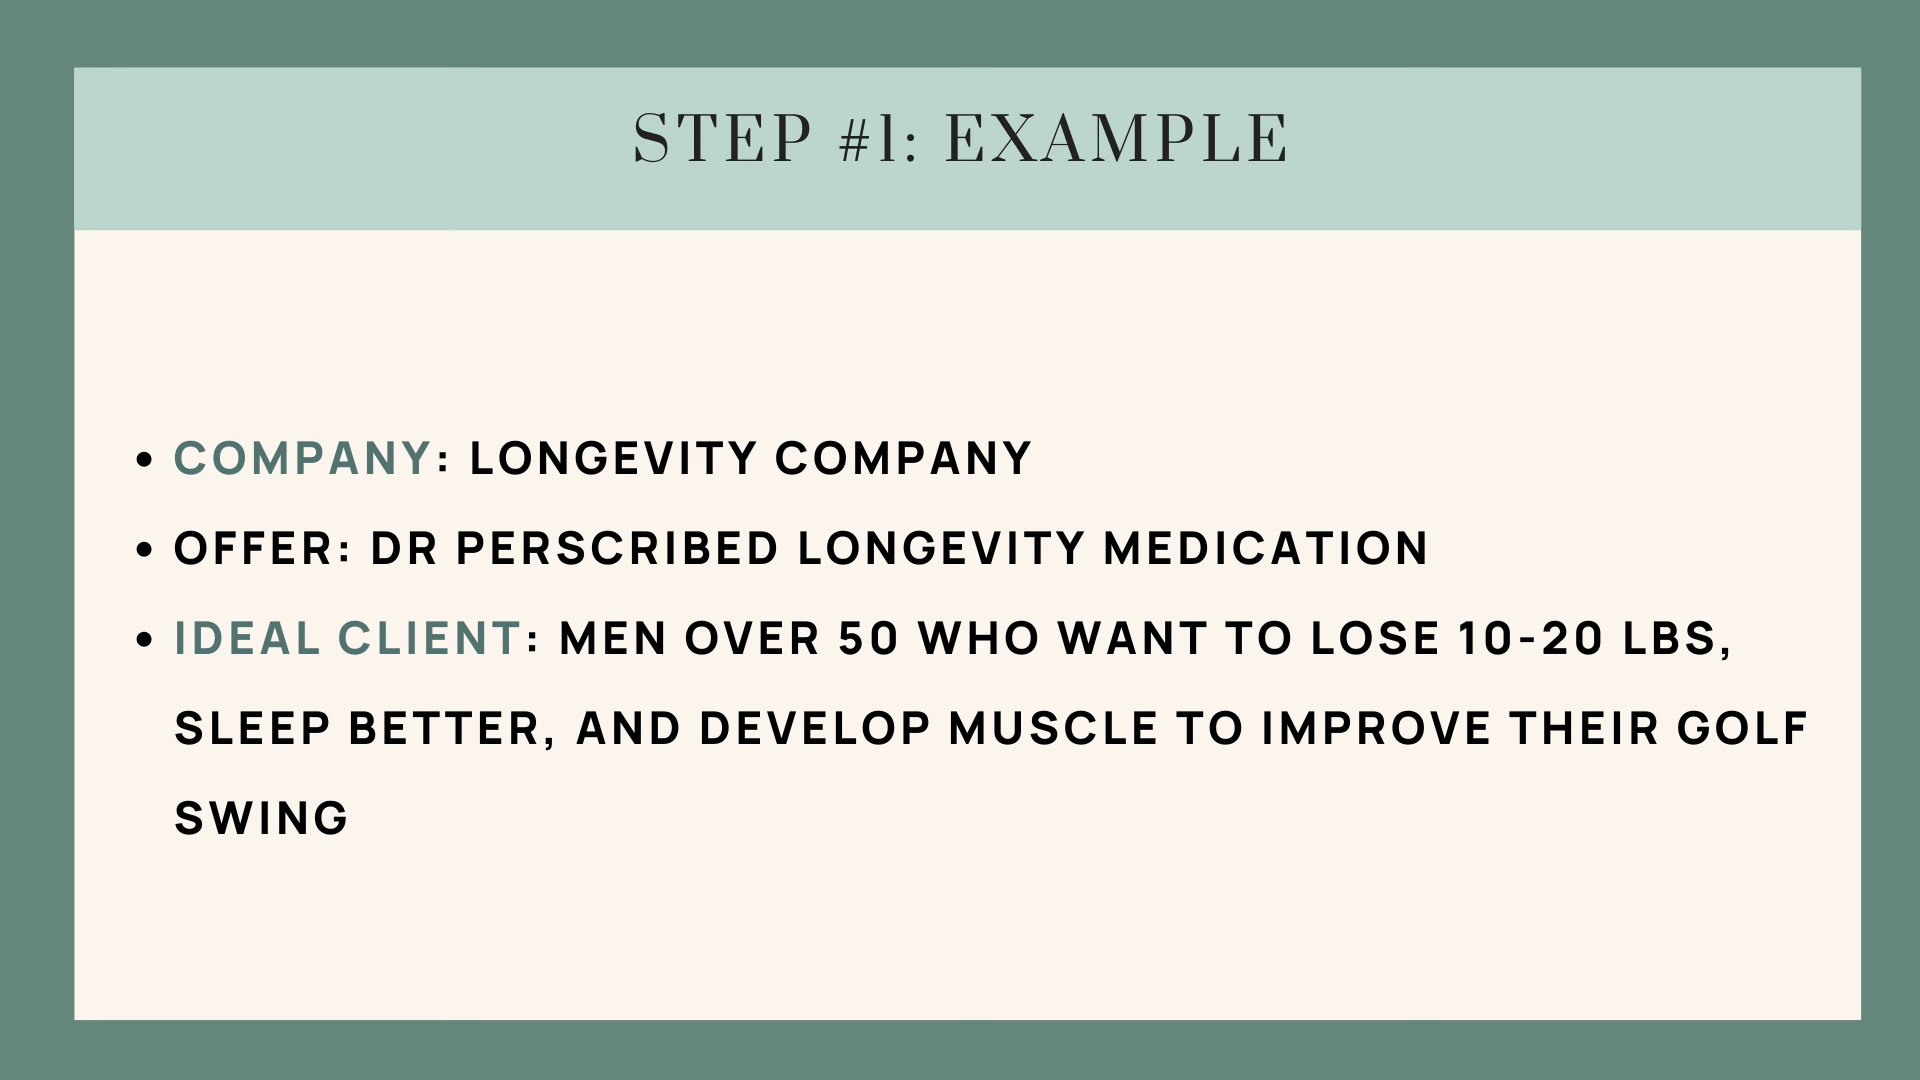 STEP #1: EXAMPLE
• COMPANY: LONGEVITY COMPANY
• OFFER: DR PERSCRIBED LONGEVITY MEDICATION
• IDEAL CLIENT: MEN OVER 50 WHO WANT TO LOSE 10-20 LBS,
SLEEP BETTER, AND DEVELOP MUSCLE TO IMPROVE THEIR GOLF
SWING